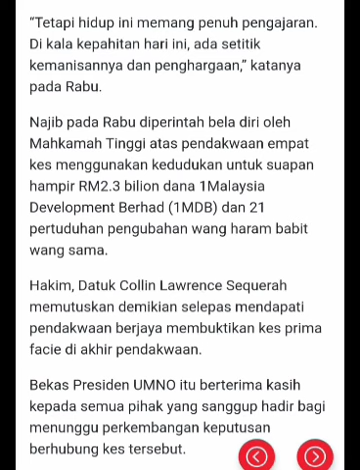 “Tetapi hidup ini memang penuh pengajaran.
Di kala kepahitan hari ini, ada setitik
kemanisannya dan penghargaan,” katanya
pada Rabu.
Najib pada Rabu diperintah bela diri oleh
Mahkamah Tinggi atas pendakwaan empat
kes menggunakan kedudukan untuk suapan
hampir RM2.3 bilion dana 1Malaysia
Development Berhad (1MDB) dan 21
pertuduhan pengubahan wang haram babit
wang sama.
Hakim, Datuk Collin Lawrence Sequerah
memutuskan demikian selepas mendapati
pendakwaan berjaya membuktikan kes prima
facie di akhir pendakwaan.
Bekas Presiden UMNO itu berterima kasih
kepada semua pihak yang sanggup hadir bagi
menunggu perkembangan keputusan
berhubung kes tersebut.